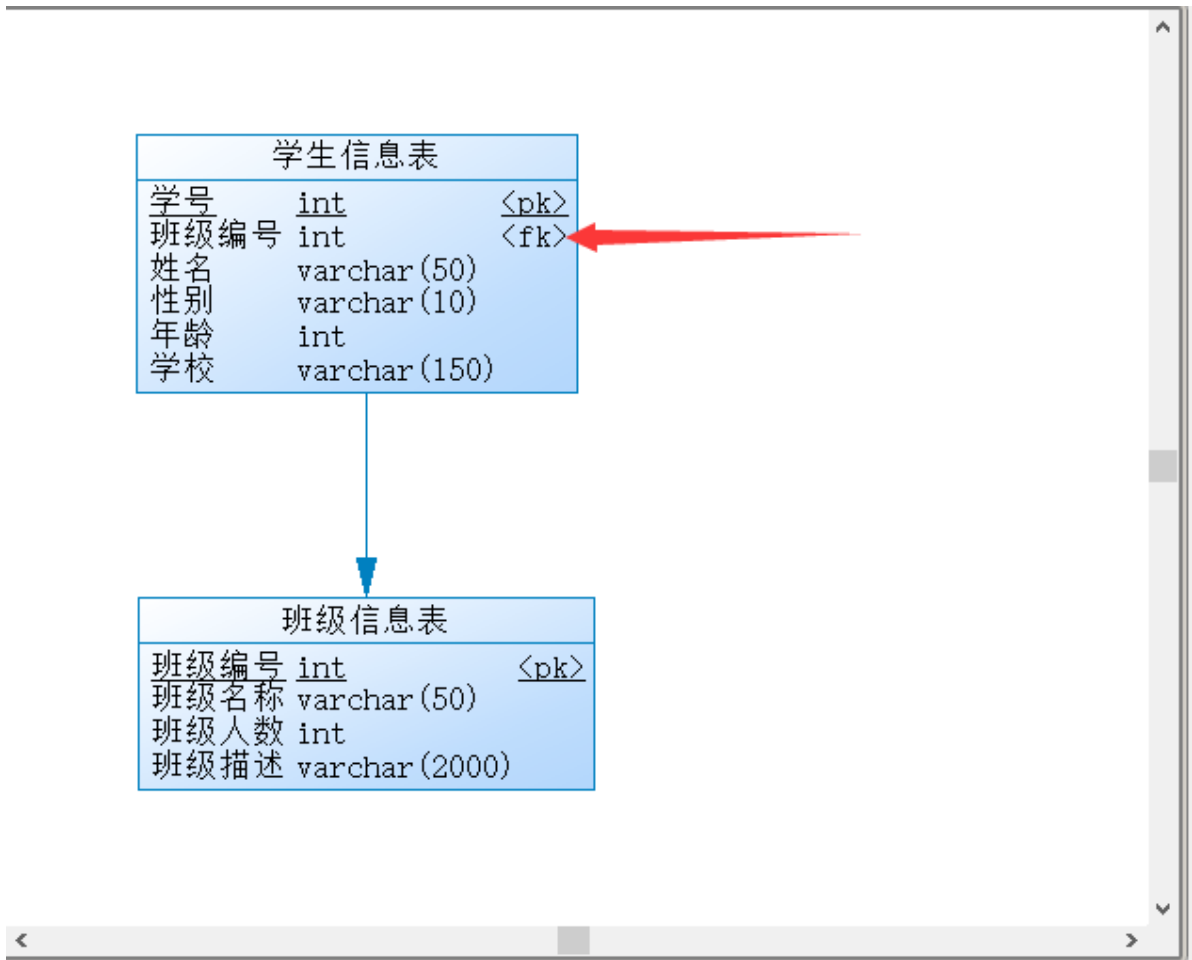 学生信息表
学号 int <pk>
班级编号 int <fk>
姓名 varchar(50)
性别 varchar(10)
年龄 int
学校 varchar(150)
班级信息表
班级编号 int <pk>
班级名称 varchar(50)
班级人数 int
班级描述 varchar(2000)